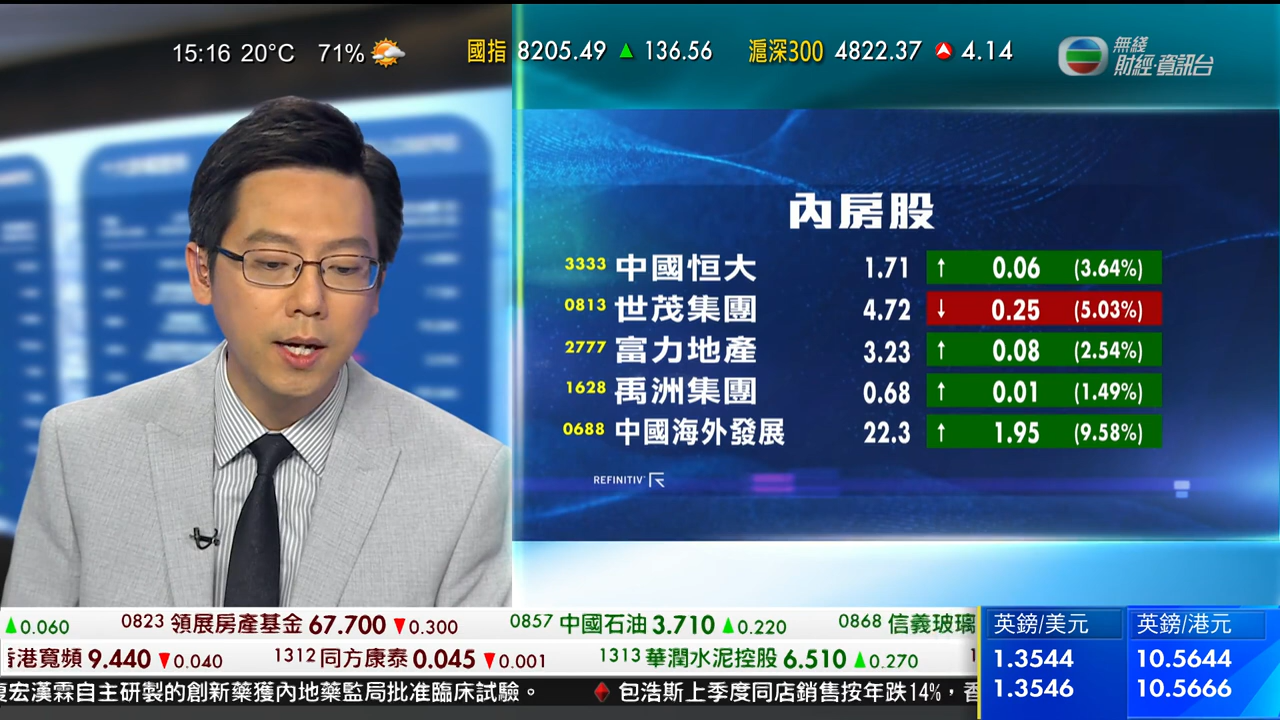 15:16 20°C 71% 國指 8205.49 ▲ 136.56 滬深300 4822.37 ▲ 4.14
無綫
財經·資訊台
內房股
3333 中國恒大 1.71 ↑ 0.06 (3.64%)
0813 世茂集團 4.72 ↓ 0.25 (5.03%)
2777 富力地產 3.23 ↑ 0.08 (2.54%)
1628 禹洲集團 0.68 ↑ 0.01 (1.49%)
0688 中國海外發展 22.3 ↑ 1.95 (9.58%)
REFINITIV
▲0.060 0823 領展房產基金 67.700 ▼0.300 0857 中國石油 3.710 ▲0.220 0868 信義玻璃
香港寬頻 9.440 ▼0.040 1312 同方康泰 0.045 ▼0.001 1313 華潤水泥控股 6.510 ▲0.270
復宏漢霖自主研製的創新藥獲內地藥監局批准臨床試驗。 包浩斯上季度同店銷售按年跌14%，香
英鎊/美元
1.3544
1.3546
英鎊/港元
10.5644
10.5666